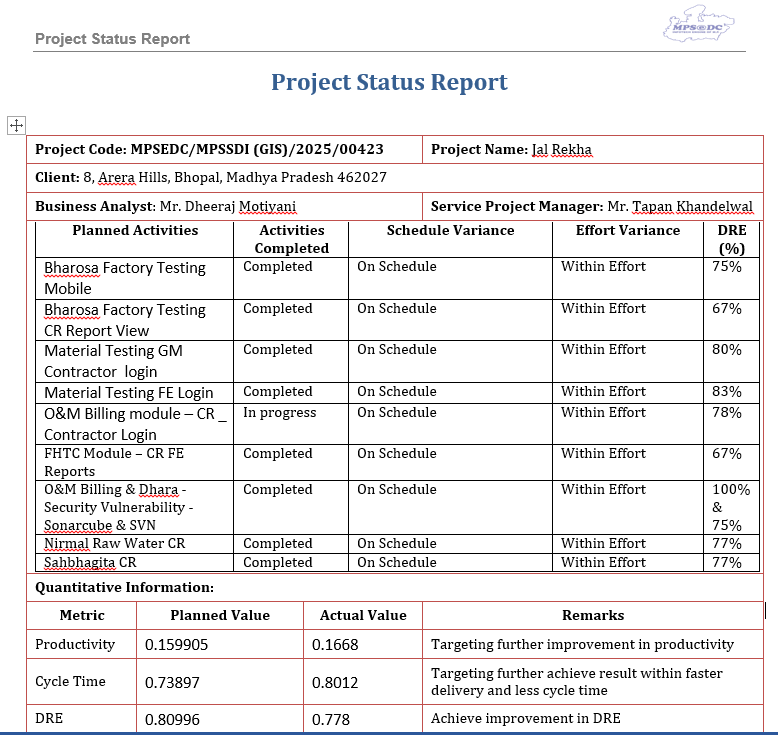 Project Status Report
MPSeDC
Project Status Report
Project Code: MPSEDC/MPSSDI (GIS)/2025/00423 Project Name: Jal Rekha
Client: 8, Arera Hills, Bhopal, Madhya Pradesh 462027
Business Analyst: Mr. Dheeraj Motiyani Service Project Manager: Mr. Tapan Khandelwal
Planned Activities Activities Completed Schedule Variance Effort Variance DRE (%)
Bharosa Factory Testing Mobile Completed On Schedule Within Effort 75%
Bharosa Factory Testing CR Report View Completed On Schedule Within Effort 67%
Material Testing GM Contractor login Completed On Schedule Within Effort 80%
Material Testing FE Login Completed On Schedule Within Effort 83%
O&M Billing module – CR _ Contractor Login In progress On Schedule Within Effort 78%
FHTC Module – CR FE Reports Completed On Schedule Within Effort 67%
O&M Billing & Dhara - Security Vulnerability - Sonarcube & SVN Completed On Schedule Within Effort 100% & 75%
Nirmal Raw Water CR Completed On Schedule Within Effort 77%
Sahbhagita CR Completed On Schedule Within Effort 77%
Quantitative Information:
Metric Planned Value Actual Value Remarks
Productivity 0.159905 0.1668 Targeting further improvement in productivity
Cycle Time 0.73897 0.8012 Targeting further achieve result within faster delivery and less cycle time
DRE 0.80996 0.778 Achieve improvement in DRE